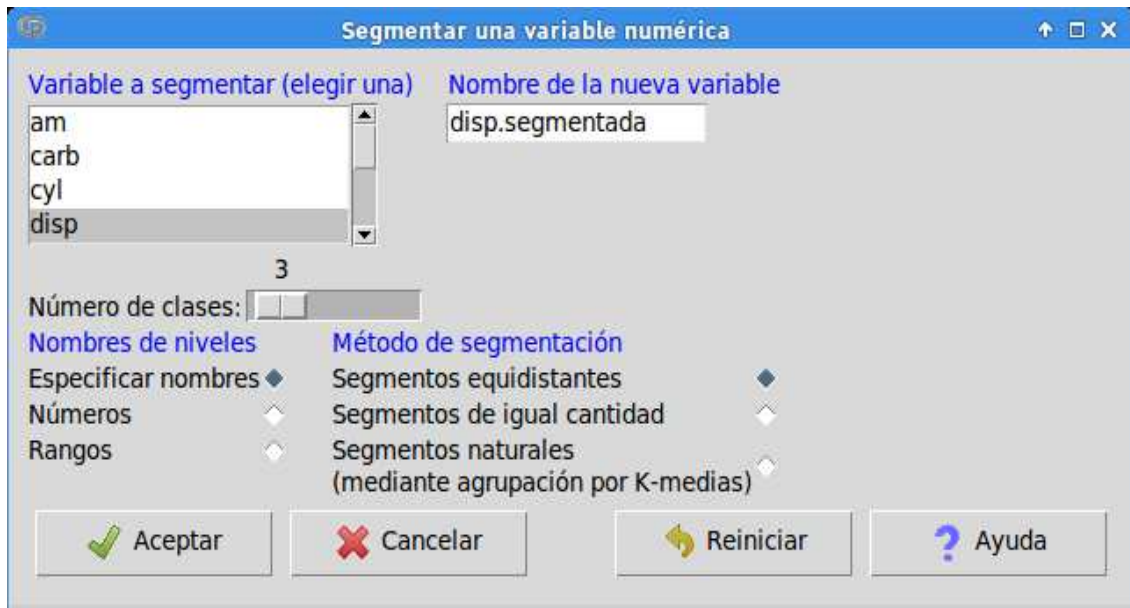 Segmentar una variable numérica
Variable a segmentar (elegir una)
am
carb
cyl
disp
Nombre de la nueva variable
disp.segmentada
3
Número de clases:
Nombres de niveles
Especificar nombres
Números
Rangos
Método de segmentación
Segmentos equidistantes
Segmentos de igual cantidad
Segmentos naturales
(mediante agrupación por K-medias)
Aceptar
Cancelar
Reiniciar
Ayuda